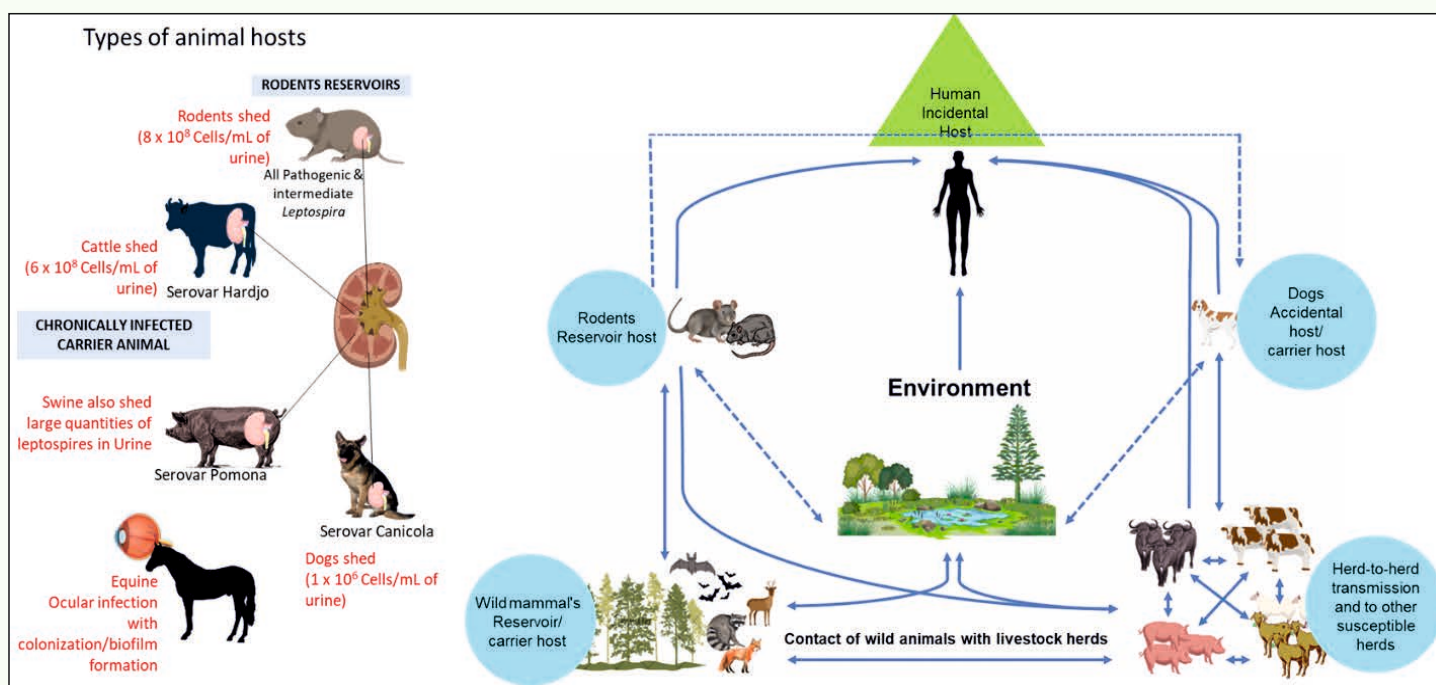 Types of animal hosts
RODENTS RESERVOIRS
Rodents shed
(8 x 10⁸ Cells/mL of
urine)
All Pathogenic &
intermediate
Leptospira
Cattle shed
(6 x 10⁸ Cells/mL of
urine)
Serovar Hardjo
CHRONICALLY INFECTED
CARRIER ANIMAL
Swine also shed
large quantities of
leptospires in Urine
Serovar Pomona
Serovar Canicola
Dogs shed
(1 x 10⁶ Cells/mL of
urine)
Equine
Ocular infection
with
colonization/biofilm
formation
Human
Incidental
Host
Rodents
Reservoir host
Dogs
Accidental
host/
carrier host
Environment
Wild mammal's
Reservoir/
carrier host
Contact of wild animals with livestock herds
Herd-to-herd
transmission
and to other
susceptible
herds